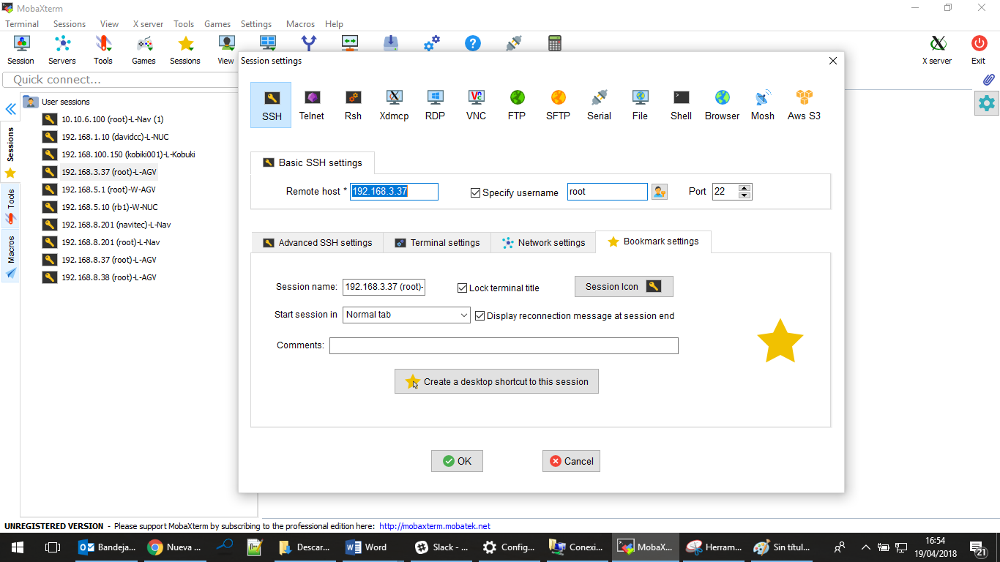 MobaXterm
Terminal Sessions View X server Tools Games Settings Macros Help
Session Servers Tools Games Sessions View X server Exit
Session settings
Quick connect...
User sessions
10.10.6.100 (root)-L-Nav (1)
192.168.1.10 (davidcc)-L-NUC
192.168.100.150 (kobiki001)-L-Kobuki
192.168.3.37 (root)-L-AGV
192.168.5.1 (root)-W-AGV
192.168.5.10 (rb1)-W-NUC
192.168.8.201 (navitec)-L-Nav
192.168.8.201 (root)-L-Nav
192.168.8.37 (root)-L-AGV
192.168.8.38 (root)-L-AGV
Sessions
Tools
Macros
SSH Telnet Rsh Xdmcp RDP VNC FTP SFTP Serial File Shell Browser Mosh Aws S3
Basic SSH settings
Remote host * 192.168.3.37 Specify username root Port 22
Advanced SSH settings Terminal settings Network settings Bookmark settings
Session name: 192.168.3.37 (root)- Lock terminal title Session Icon
Start session in Normal tab Display reconnection message at session end
Comments:
Create a desktop shortcut to this session
OK Cancel
UNREGISTERED VERSION - Please support MobaXterm by subscribing to the professional edition here: http://mobaxterm.mobatek.net
Bandeja... Nueva ... Descar... Word Slack - ... Config... Conexi... MobaX... Herram... Sin títul... 16:54
19/04/2018 21